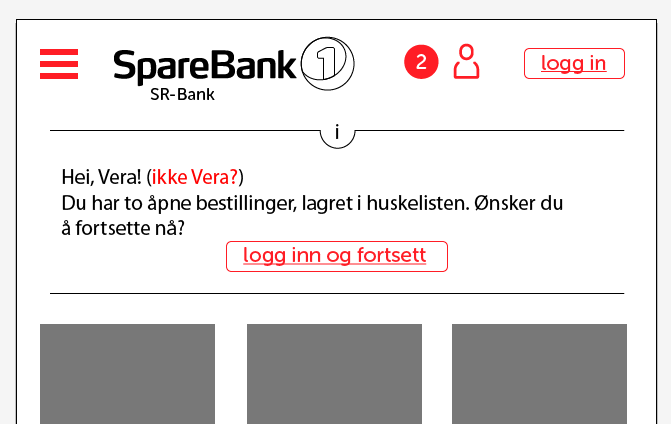 SpareBank 1
SR-Bank
2
logg in
i
Hei, Vera! (ikke Vera?)
Du har to åpne bestillinger, lagret i huskelisten. Ønsker du
å fortsette nå?
logg inn og fortsett